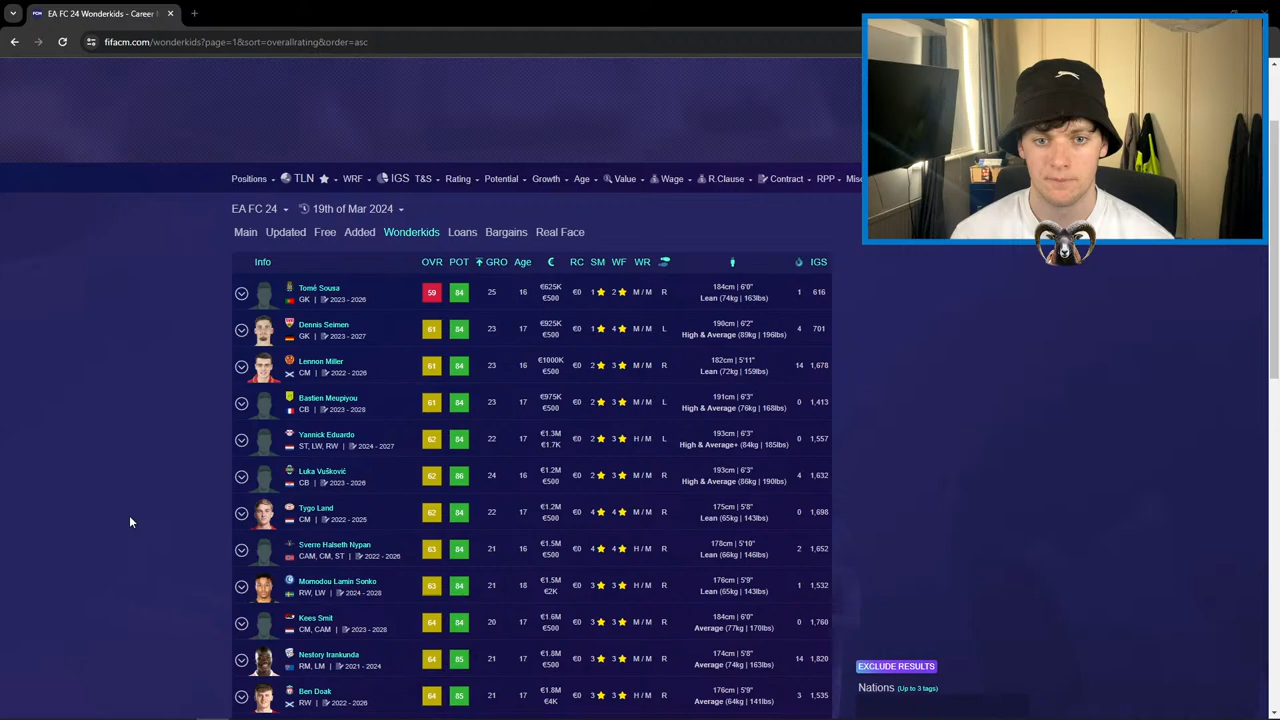 EA FC 24 Wonderkids - Career
fifacm.com/wonderkids?page=1&sort=overallrating&order=asc
Positions TLN WRF IGS T&S Rating Potential Growth Age Value Wage R.Clause Contract RPP Misc
EA FC 24 19th of Mar 2024
Main Updated Free Added Wonderkids Loans Bargains Real Face
Info OVR POT GRO Age € RC SM WF WR IGS
Tomé Sousa 59 84 25 16 €625K €0 1 2 M / M R 184cm | 6'0" 1 616
GK 2023 - 2026 €500 Lean (74kg | 163lbs)
Dennis Seimen 61 84 23 17 €925K €0 1 4 M / M L 190cm | 6'2" 4 701
GK 2023 - 2027 €500 High & Average (89kg | 196lbs)
Lennon Miller 61 84 23 16 €1000K €0 2 3 M / M R 182cm | 5'11" 14 1,678
CM 2022 - 2026 €500 Lean (72kg | 159lbs)
Bastien Meupiyou 61 84 23 17 €975K €0 2 3 M / M L 191cm | 6'3" 0 1,413
CB 2023 - 2028 €500 High & Average (76kg | 168lbs)
Yannick Eduardo 62 84 22 17 €1.3M €0 2 3 H / M L 193cm | 6'3" 0 1,557
ST, LW, RW 2024 - 2027 €1.7K High & Average+ (84kg | 185lbs)
Luka Vušković 62 86 24 16 €1.2M €0 2 3 M / M R 193cm | 6'3" 4 1,632
CB 2023 - 2026 €500 High & Average (86kg | 190lbs)
Tygo Land 62 84 22 17 €1.2M €0 4 4 M / M R 175cm | 5'8" 0 1,698
CM 2022 - 2025 €500 Lean (65kg | 143lbs)
Sverre Halseth Nypan 63 84 21 16 €1.5M €0 4 4 H / M R 178cm | 5'10" 2 1,652
CAM, CM, ST 2022 - 2026 €500 Lean (66kg | 146lbs)
Momodou Lamin Sonko 63 84 21 18 €1.5M €0 3 3 H / M R 176cm | 5'9" 1 1,532
RW, LW 2024 - 2028 €2K Lean (65kg | 143lbs)
Kees Smit 64 84 20 17 €1.6M €0 3 3 M / M R 184cm | 6'0" 0 1,760
CM, CAM 2023 - 2028 €500 Average (77kg | 170lbs)
Nestory Irankunda 64 85 21 17 €1.8M €0 3 3 M / M R 174cm | 5'8" 14 1,820
RM, LM 2021 - 2024 €500 Average (74kg | 163lbs)
EXCLUDE RESULTS
Nations (Up to 3 tags)
Ben Doak 64 85 21 17 €1.8M €0 3 3 H / M R 176cm | 5'9" 3 1,535
RW 2022 - 2026 €4K Average (64kg | 141lbs)